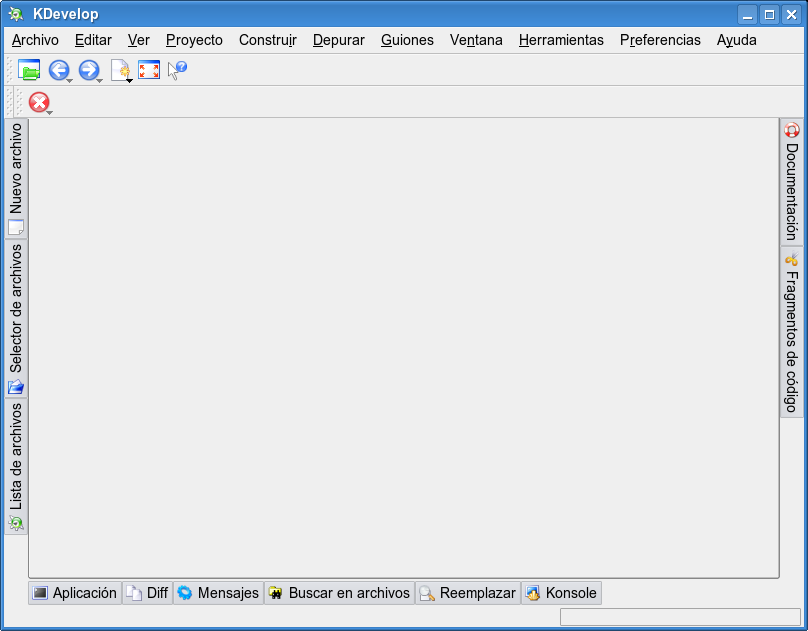 KDevelop
Archivo Editar Ver Proyecto Construir Depurar Guiones Ventana Herramientas Preferencias Ayuda
Nuevo archivo
Selector de archivos
Lista de archivos
Documentación
Fragmentos de código
Aplicación Diff Mensajes Buscar en archivos Reemplazar Konsole